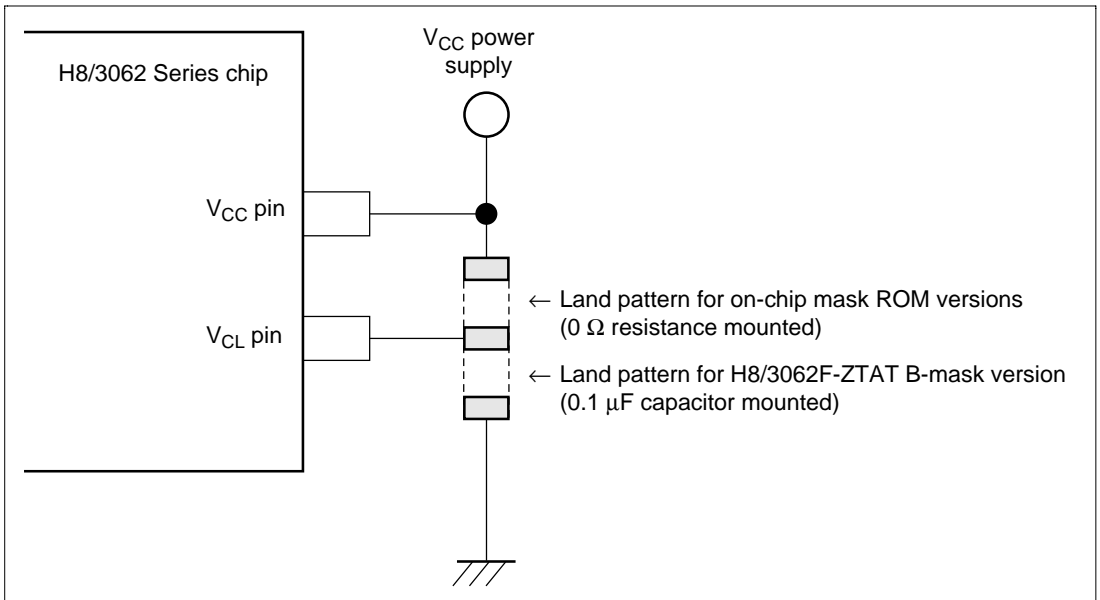 V_CC power
supply
H8/3062 Series chip
V_CC pin
← Land pattern for on-chip mask ROM versions
(0 Ω resistance mounted)
V_CL pin
← Land pattern for H8/3062F-ZTAT B-mask version
(0.1 μF capacitor mounted)